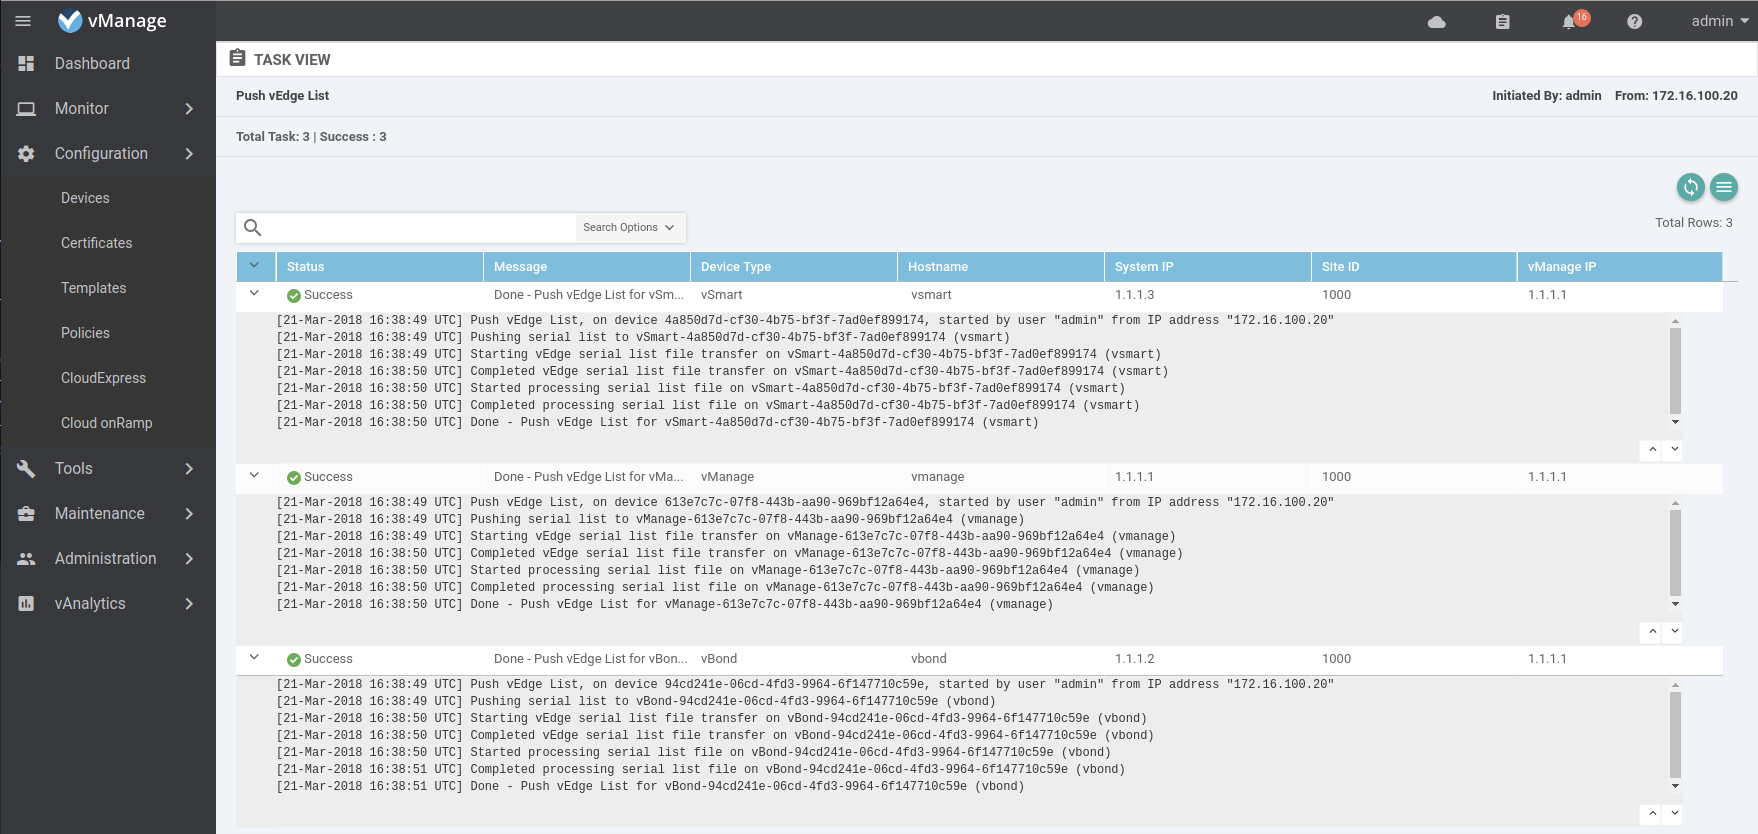 vManage
16
admin
Dashboard
Monitor
Configuration
Devices
Certificates
Templates
Policies
CloudExpress
Cloud onRamp
Tools
Maintenance
Administration
vAnalytics
TASK VIEW
Push vEdge List
Initiated By: admin From: 172.16.100.20
Total Task: 3 | Success : 3
Search Options
Total Rows: 3
Status Message Device Type Hostname System IP Site ID vManage IP
Success Done - Push vEdge List for vSm... vSmart vsmart 1.1.1.3 1000 1.1.1.1
[21-Mar-2018 16:38:49 UTC] Push vEdge List, on device 4a850d7d-cf30-4b75-bf3f-7ad0ef899174, started by user "admin" from IP address "172.16.100.20"
[21-Mar-2018 16:38:49 UTC] Pushing serial list to vSmart-4a850d7d-cf30-4b75-bf3f-7ad0ef899174 (vsmart)
[21-Mar-2018 16:38:49 UTC] Starting vEdge serial list file transfer on vSmart-4a850d7d-cf30-4b75-bf3f-7ad0ef899174 (vsmart)
[21-Mar-2018 16:38:50 UTC] Completed vEdge serial list file transfer on vSmart-4a850d7d-cf30-4b75-bf3f-7ad0ef899174 (vsmart)
[21-Mar-2018 16:38:50 UTC] Started processing serial list file on vSmart-4a850d7d-cf30-4b75-bf3f-7ad0ef899174 (vsmart)
[21-Mar-2018 16:38:50 UTC] Completed processing serial list file on vSmart-4a850d7d-cf30-4b75-bf3f-7ad0ef899174 (vsmart)
[21-Mar-2018 16:38:50 UTC] Done - Push vEdge List for vSmart-4a850d7d-cf30-4b75-bf3f-7ad0ef899174 (vsmart)
Success Done - Push vEdge List for vMa... vManage vmanage 1.1.1.1 1000 1.1.1.1
[21-Mar-2018 16:38:49 UTC] Push vEdge List, on device 613e7c7c-07f8-443b-aa90-969bf12a64e4, started by user "admin" from IP address "172.16.100.20"
[21-Mar-2018 16:38:49 UTC] Pushing serial list to vManage-613e7c7c-07f8-443b-aa90-969bf12a64e4 (vmanage)
[21-Mar-2018 16:38:49 UTC] Starting vEdge serial list file transfer on vManage-613e7c7c-07f8-443b-aa90-969bf12a64e4 (vmanage)
[21-Mar-2018 16:38:50 UTC] Completed vEdge serial list file transfer on vManage-613e7c7c-07f8-443b-aa90-969bf12a64e4 (vmanage)
[21-Mar-2018 16:38:50 UTC] Started processing serial list file on vManage-613e7c7c-07f8-443b-aa90-969bf12a64e4 (vmanage)
[21-Mar-2018 16:38:50 UTC] Completed processing serial list file on vManage-613e7c7c-07f8-443b-aa90-969bf12a64e4 (vmanage)
[21-Mar-2018 16:38:50 UTC] Done - Push vEdge List for vManage-613e7c7c-07f8-443b-aa90-969bf12a64e4 (vmanage)
Success Done - Push vEdge List for vBon... vBond vbond 1.1.1.2 1000 1.1.1.1
[21-Mar-2018 16:38:49 UTC] Push vEdge List, on device 94cd241e-06cd-4fd3-9964-6f147710c59e, started by user "admin" from IP address "172.16.100.20"
[21-Mar-2018 16:38:49 UTC] Pushing serial list to vBond-94cd241e-06cd-4fd3-9964-6f147710c59e (vbond)
[21-Mar-2018 16:38:50 UTC] Starting vEdge serial list file transfer on vBond-94cd241e-06cd-4fd3-9964-6f147710c59e (vbond)
[21-Mar-2018 16:38:50 UTC] Completed vEdge serial list file transfer on vBond-94cd241e-06cd-4fd3-9964-6f147710c59e (vbond)
[21-Mar-2018 16:38:50 UTC] Started processing serial list file on vBond-94cd241e-06cd-4fd3-9964-6f147710c59e (vbond)
[21-Mar-2018 16:38:51 UTC] Completed processing serial list file on vBond-94cd241e-06cd-4fd3-9964-6f147710c59e (vbond)
[21-Mar-2018 16:38:51 UTC] Done - Push vEdge List for vBond-94cd241e-06cd-4fd3-9964-6f147710c59e (vbond)